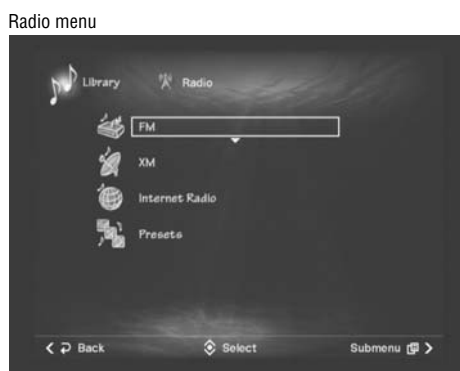 Radio menu
Library Radio
FM
XM
Internet Radio
Presets
Back Select Submenu